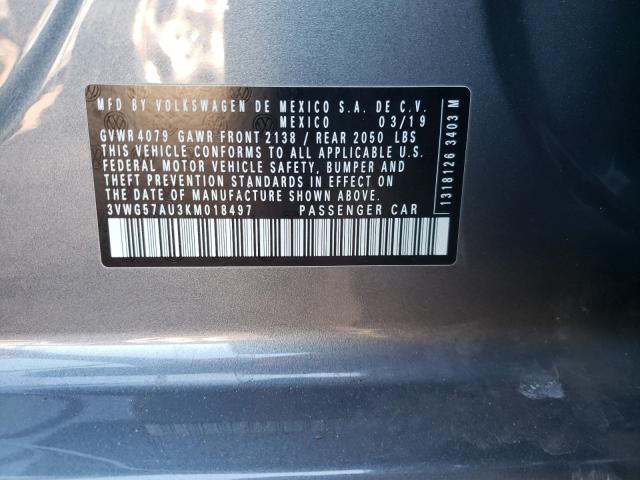 MFD BY VOLKSWAGEN DE MEXICO S.A. DE C.V.
MEXICO 03/19
GVWR4079 GAWR FRONT 2138 / REAR 2050 LBS
THIS VEHICLE CONFORMS TO ALL APPLICABLE U.S.
FEDERAL MOTOR VEHICLE SAFETY, BUMPER AND
THEFT PREVENTION STANDARDS IN EFFECT ON
THE DATE OF MANUFACTURE SHOWN ABOVE.
3VWG57AU3KM018497 PASSENGER CAR
1318126 3403 M